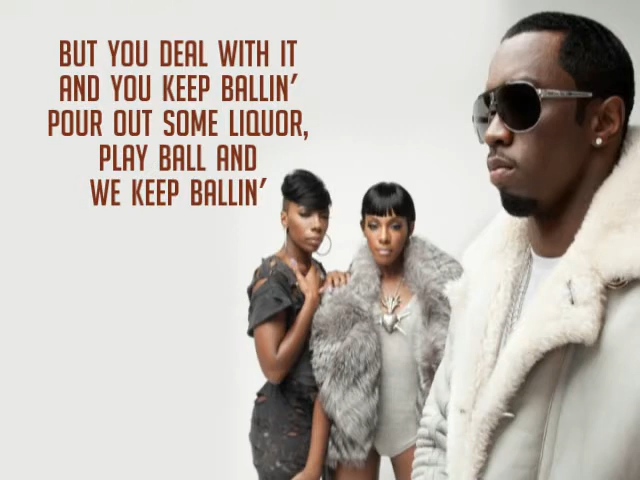 BUT YOU DEAL WITH IT
AND YOU KEEP BALLIN'
POUR OUT SOME LIQUOR,
PLAY BALL AND
WE KEEP BALLIN'